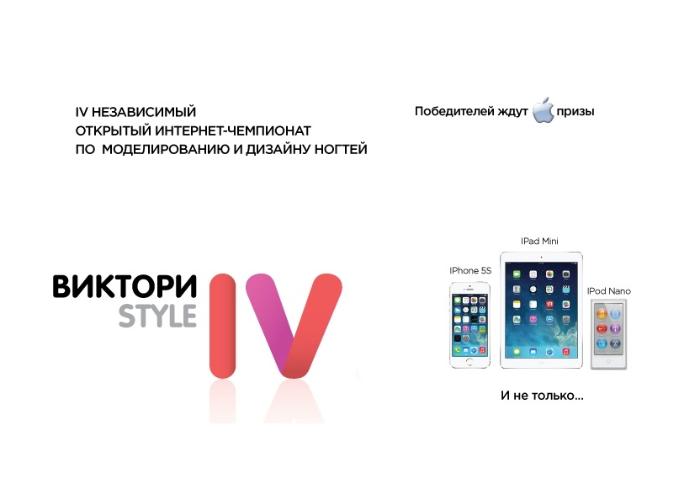 IV НЕЗАВИСИМЫЙ
ОТКРЫТЫЙ ИНТЕРНЕТ-ЧЕМПИОНАТ
ПО МОДЕЛИРОВАНИЮ И ДИЗАЙНУ НОГТЕЙ
Победителей ждут призы
ВИКТОРИ
STYLE
IV
IPad Mini
IPhone 5S
IPod Nano
И не только...